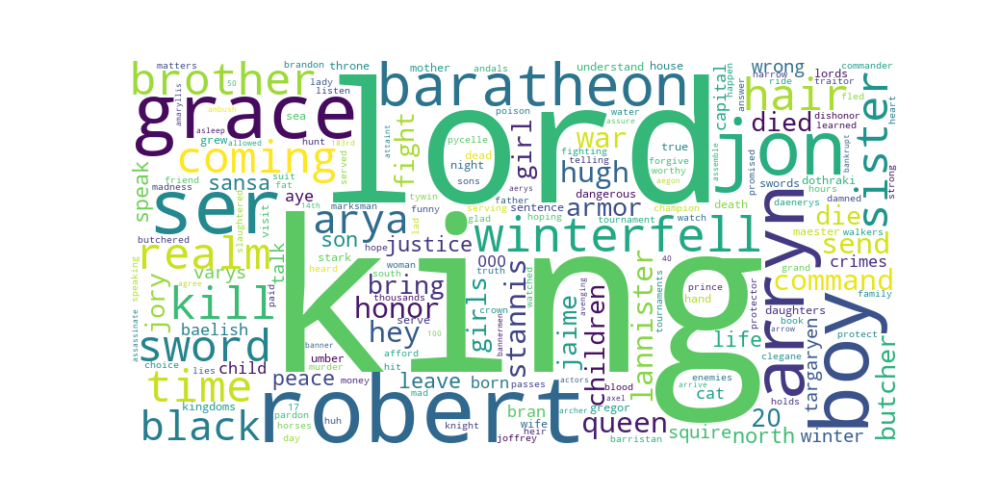 matters
brandon
throne
mother
andals
understand
house
commander
brother
lord
baratheon
wrong
50
lady
listen
poison
lords
ride
traitor
happen
hair
grace
amaryllis
ambush
asleep
allowed
grew
sea
hunt
served
183rd
attaint
fight
pycelle
night
sons
dead
girl
war
water
assure
true
forgive
worthy
assemble
capital
answer
narrow
died
fled
dishonor
learned
sister
heart
coming
hugh
fighting
telling
aegon
jon
promised
bankrupt
strong
speak
friend
madness
sansa
suit
fat
aye
tywin
funny
marksman
14th
lad
aerys
father
sentence
dangerous
armor
champion
death
swords
dothraki
hours
daenerys
damned
ser
visit
slaughtered
butchered
arya
glad
hoping
tournament
watch
die
maester
walkers
realm
varys
talk
son
stark
heard
hope
justice
woman
truth
000
winterfell
king
arryn
send
crimes
grand
boy
speaking
agree
jory
kill
paid
south
thousands
bring
honor
serve
crown
bannermen
girls
stannis
watched
avenging
jaime
children
lannister
tournaments
40
prince
hand
protector
daughters
book
arrow
command
family
protect
targaryen
butcher
assassinate
baelish
sword
banner
umber
murder
hey
100
afford
hit
life
clegane
choice
lies
child
time
peace
money
leave
born
passes
actors
blood
axel
cat
enemies
arrive
holds
kingdoms
17
pardon
horses
day
black
robert
mad
huh
heir
joffrey
knight
archer
wife
bran
gregor
barristan
queen
squire
north
20
winter